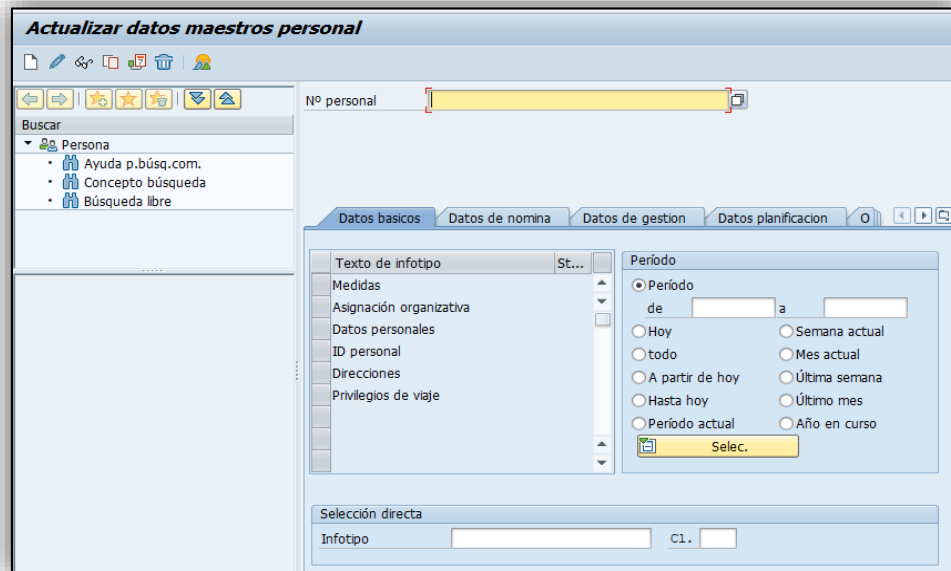 Actualizar datos maestros personal
Nº personal
Buscar
Persona
Ayuda p.búsq.com.
Concepto búsqueda
Búsqueda libre
Datos basicos
Datos de nomina
Datos de gestion
Datos planificacion
O
Texto de infotipo
St...
Medidas
Asignación organizativa
Datos personales
ID personal
Direcciones
Privilegios de viaje
Período
Período
de
a
Hoy
Semana actual
todo
Mes actual
A partir de hoy
Última semana
Hasta hoy
Último mes
Período actual
Año en curso
Selec.
Selección directa
Infotipo
Cl.